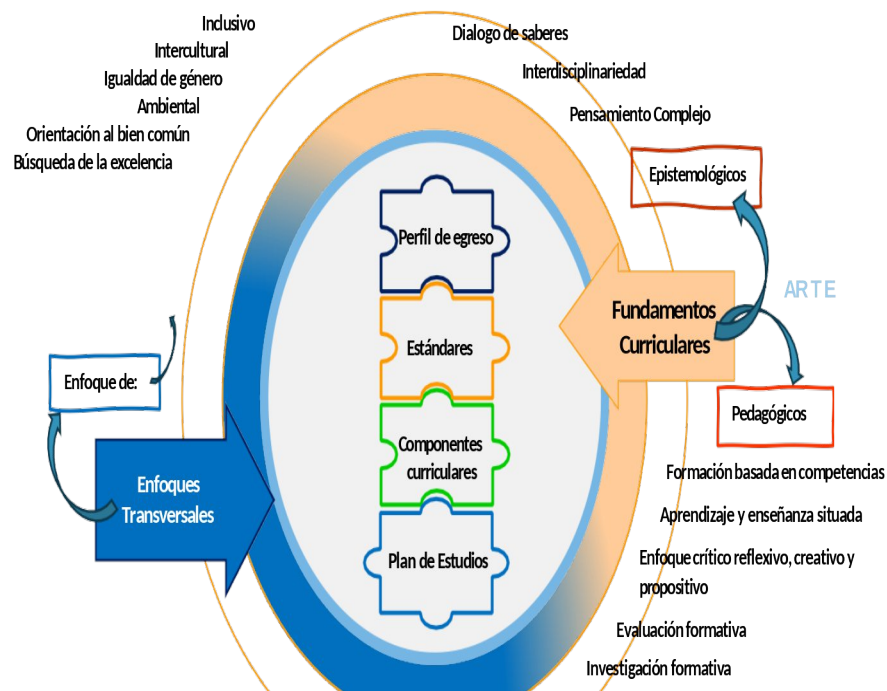 Inclusivo
Intercultural
Igualdad de género
Ambiental
Orientación al bien común
Búsqueda de la excelencia
Dialogo de saberes
Interdisciplinariedad
Pensamiento Complejo
Epistemológicos
Perfil de egreso
Estándares
Componentes
curriculares
Plan de Estudios
Fundamentos
Curriculares
ARTE
Enfoque de:
Enfoques
Transversales
Pedagógicos
Formación basada en competencias
Aprendizaje y enseñanza situada
Enfoque crítico reflexivo, creativo y
propositivo
Evaluación formativa
Investigación formativa